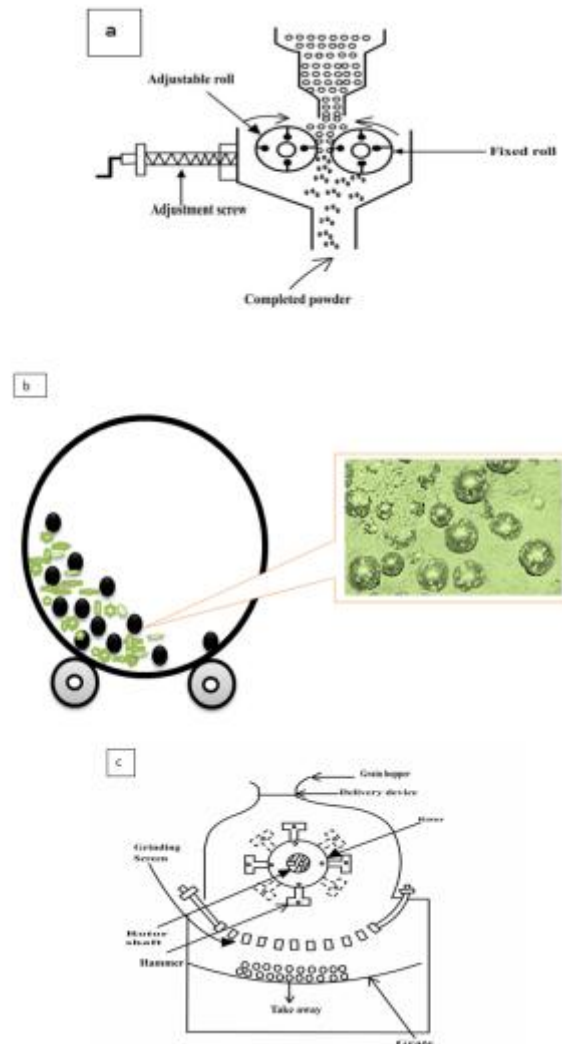 a
Adjustable roll
Fixed roll
Adjustment screw
Completed powder
b
c
Grain hopper
Delivery device
Grinding
Screen
Rotor
shaft
Hammer
Take away